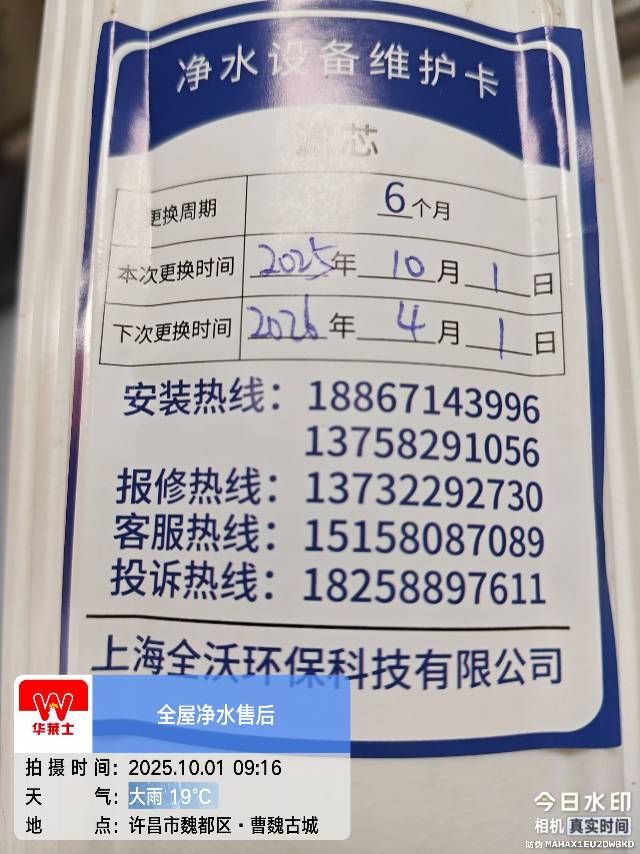 净水设备维护卡
滤芯
更换周期 6个月
本次更换时间 2025年10月1日
下次更换时间 2026年4月1日
安装热线：18867143996
13758291056
报修热线：13732292730
客服热线：15158087089
投诉热线：18258897611
上海全沃环保科技有限公司
华莱士
全屋净水售后
拍摄时间：2025.10.01 09:16
天气：大雨 19°C
地点：许昌市魏都区·曹魏古城
今日水印
相机 真实时间
防伪 MAHAX1EU2DWBKD